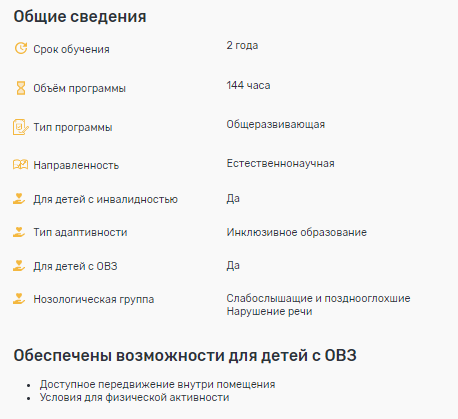 Общие сведения
Срок обучения 2 года
Объём программы 144 часа
Тип программы Общеразвивающая
Направленность Естественнонаучная
Для детей с инвалидностью Да
Тип адаптивности Инклюзивное образование
Для детей с ОВЗ Да
Нозологическая группа Слабослышащие и позднооглохшие
Нарушение речи
Обеспечены возможности для детей с ОВЗ
• Доступное передвижение внутри помещения
• Условия для физической активности